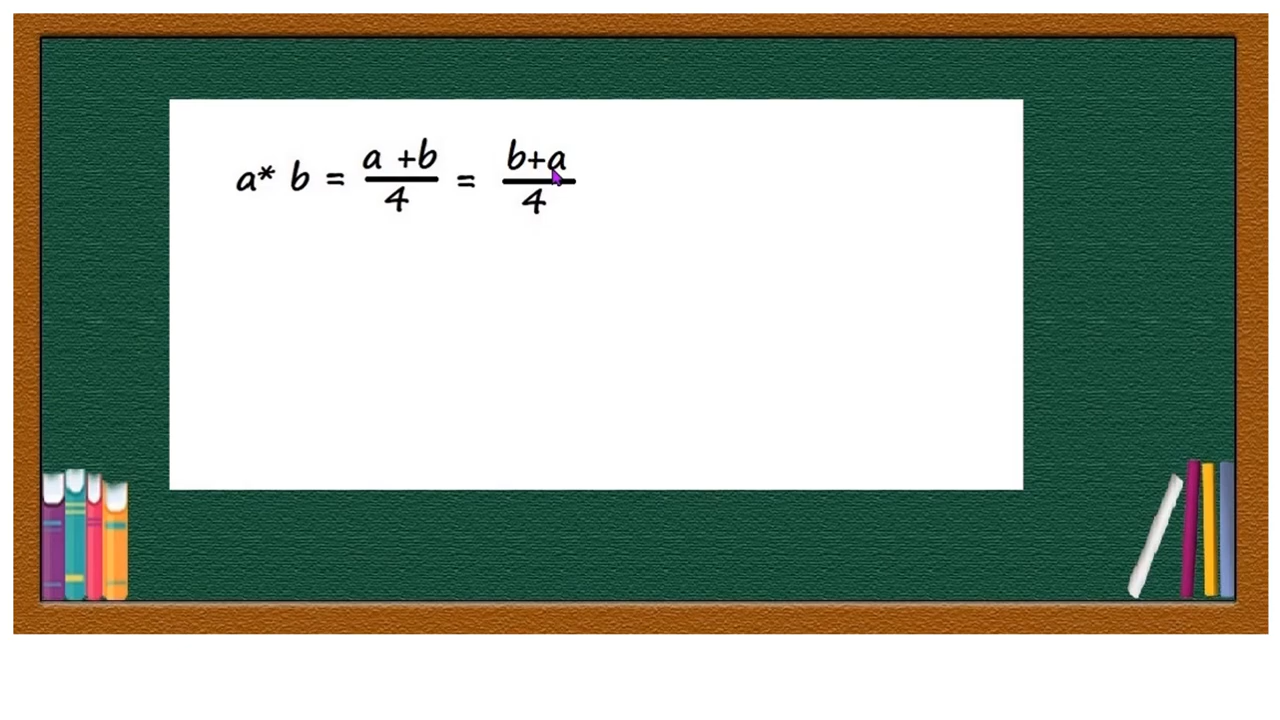 a* b = a +b / 4 = b+a / 4